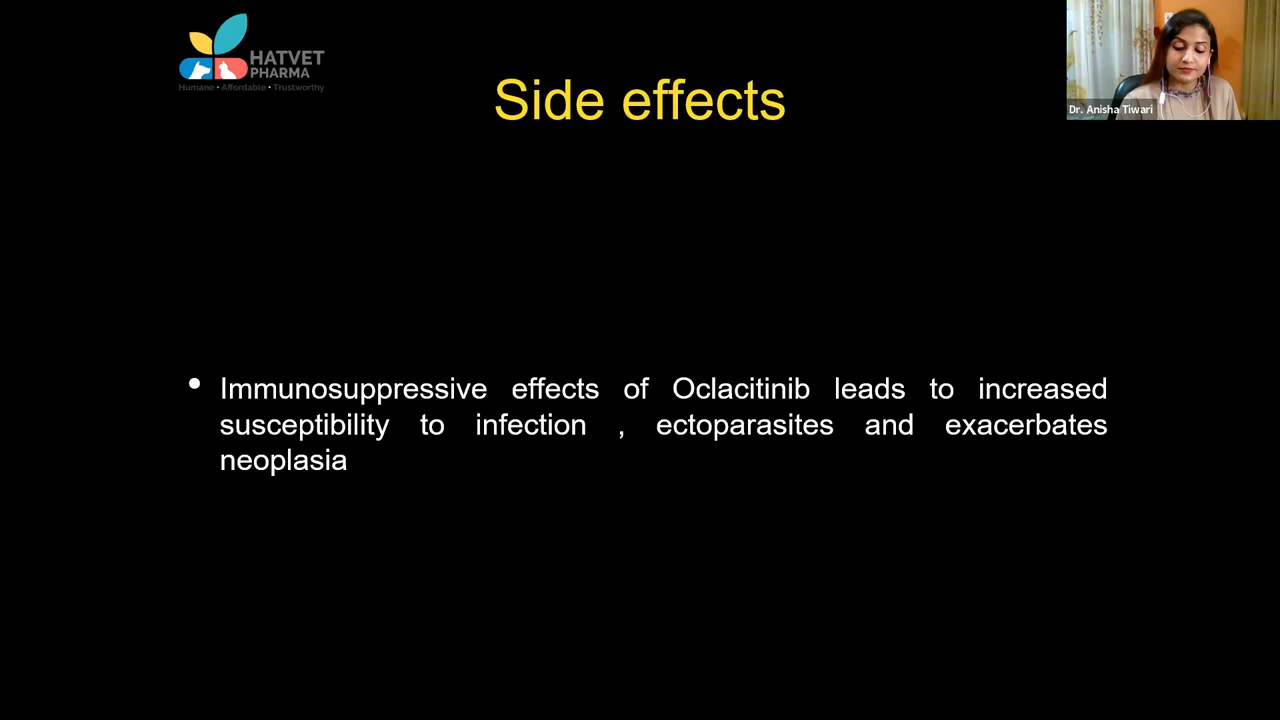 HATVET
PHARMA
Humane • Affordable • Trustworthy
Side effects
Dr. Anisha Tiwari
• Immunosuppressive effects of Oclacitinib leads to increased
susceptibility to infection , ectoparasites and exacerbates
neoplasia